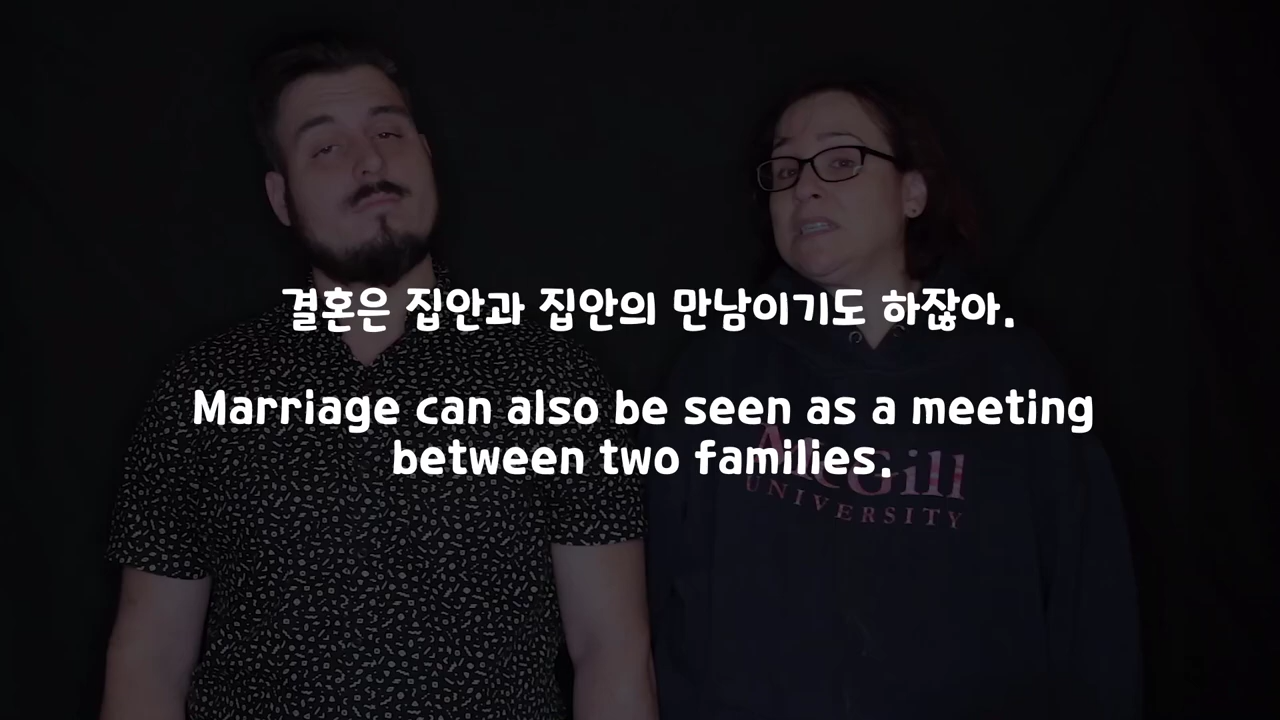 결혼은 집안과 집안의 만남이기도 하잖아.
Marriage can also be seen as a meeting
between two families.
McGill
UNIVERSITY